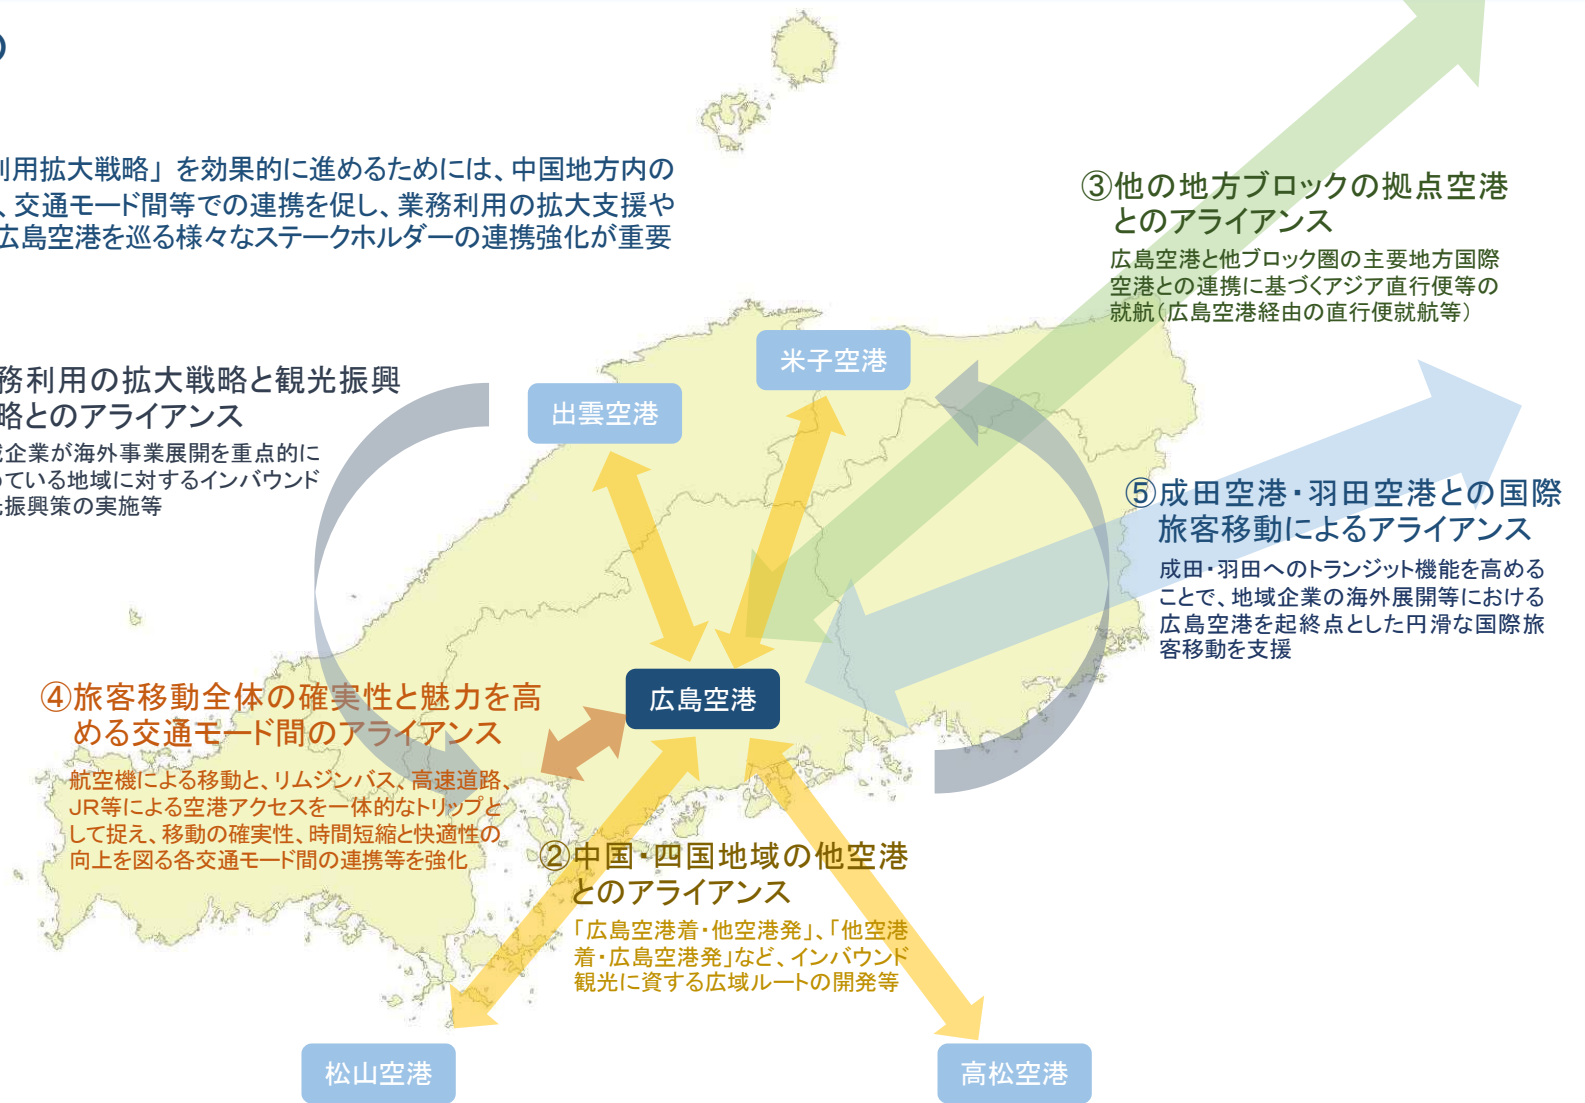 の
利用拡大戦略」を効果的に進めるためには、中国地方内の
、交通モード間等での連携を促し、業務利用の拡大支援や
広島空港を巡る様々なステークホルダーの連携強化が重要
務利用の拡大戦略と観光振興
略とのアライアンス
域企業が海外事業展開を重点的に
っている地域に対するインバウンド
光振興策の実施等
③他の地方ブロックの拠点空港
とのアライアンス
広島空港と他ブロック圏の主要地方国際
空港との連携に基づくアジア直行便等の
就航（広島空港経由の直行便就航等）
米子空港
出雲空港
⑤成田空港・羽田空港との国際
旅客移動によるアライアンス
成田・羽田へのトランジット機能を高める
ことで、地域企業の海外展開等における
広島空港を起終点とした円滑な国際旅
客移動を支援
広島空港
④旅客移動全体の確実性と魅力を高
める交通モード間のアライアンス
航空機による移動と、リムジンバス、高速道路、
JR等による空港アクセスを一体的なトリップと
して捉え、移動の確実性、時間短縮と快適性の
向上を図る各交通モード間の連携等を強化
②中国・四国地域の他空港
とのアライアンス
「広島空港着・他空港発」、「他空港
着・広島空港発」など、インバウンド
観光に資する広域ルートの開発等
松山空港
高松空港